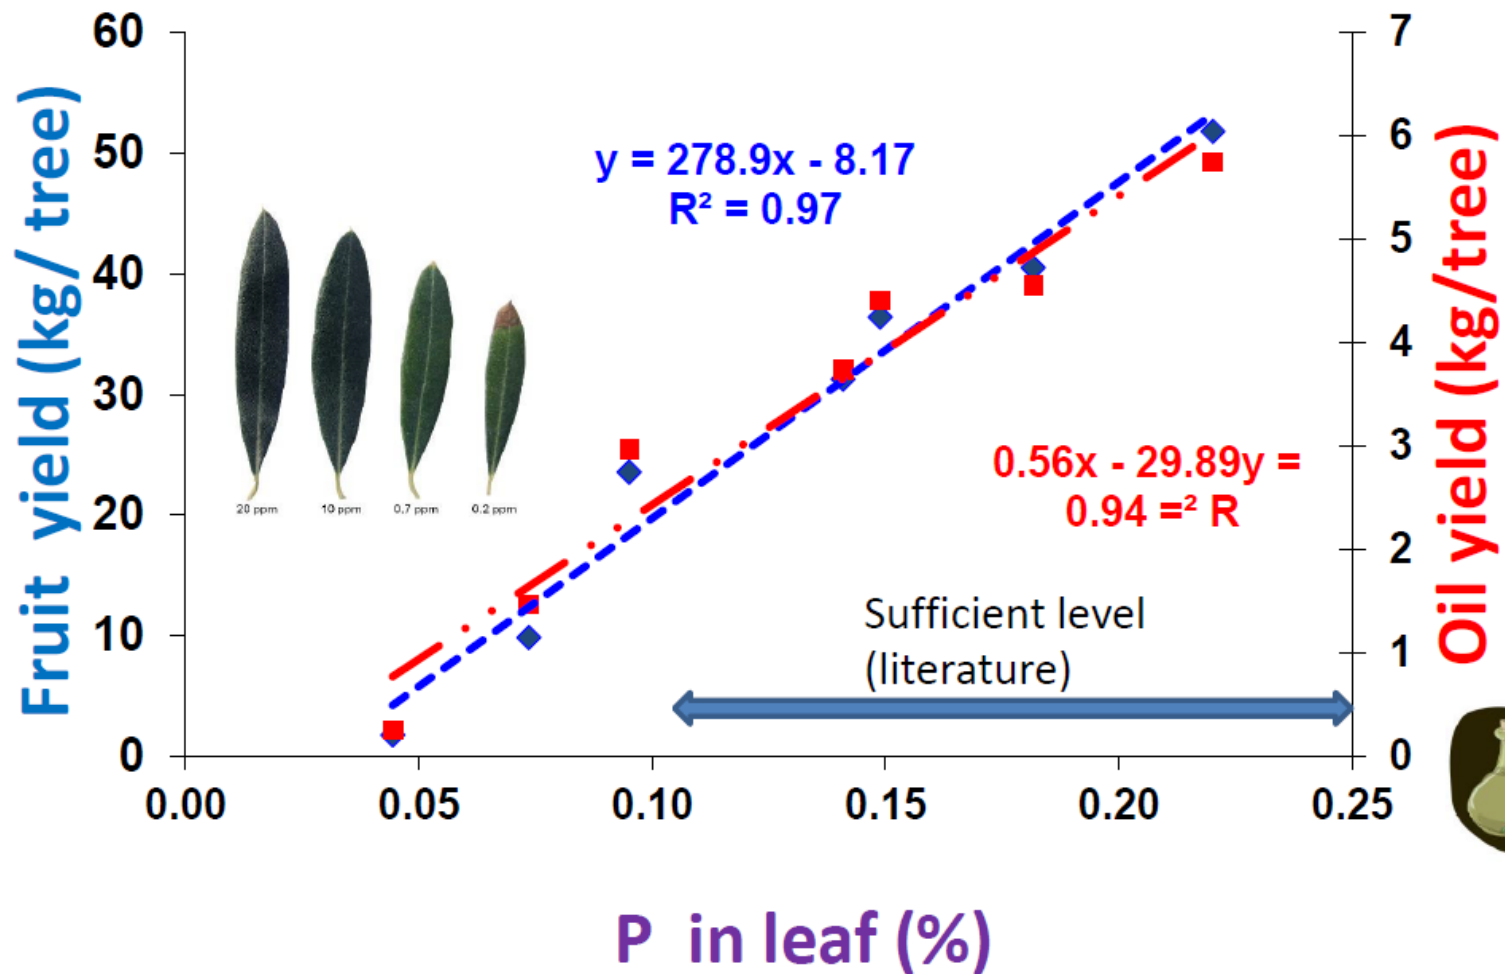 Fruit yield (kg/ tree)
60
50
40
30
20
10
0
y = 278.9x - 8.17
R² = 0.97
20 ppm
10 ppm
0.7 ppm
0.2 ppm
0.56x - 29.89y =
0.94 =² R
Sufficient level
(literature)
7
6
5
4
3
2
1
0
Oil yield (kg/tree)
0.00
0.05
0.10
0.15
0.20
0.25
P in leaf (%)